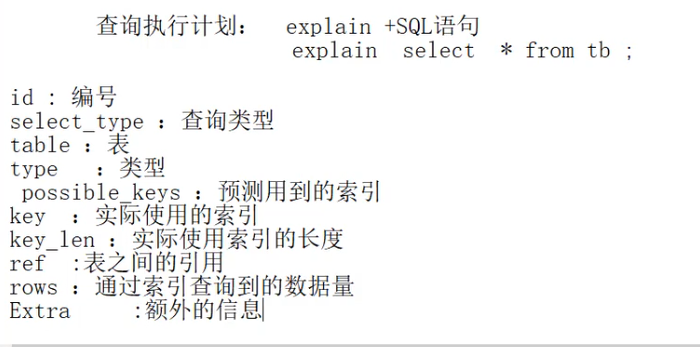 查询执行计划： explain +SQL语句
explain select * from tb ;
id : 编号
select_type ：查询类型
table ：表
type ：类型
possible_keys ：预测用到的索引
key ：实际使用的索引
key_len ：实际使用索引的长度
ref :表之间的引用
rows ：通过索引查询到的数据量
Extra :额外的信息